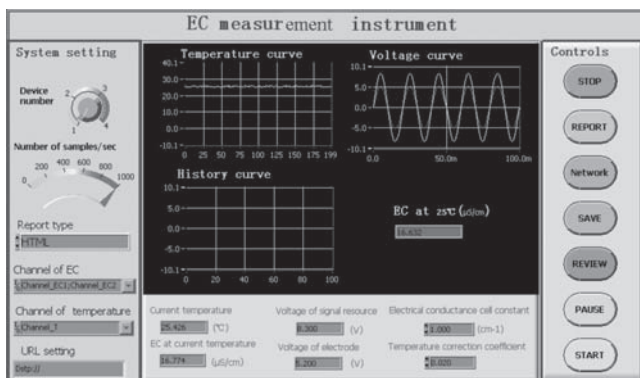 EC measurement instrument
System setting
Device number
1 2 3 4
Number of samples/sec
0 200 400 600 800 1000
Report type
HTML
Channel of EC
Channel_EC1/Channel_EC2
Channel of temperature
Channel_T
URL setting
Temperature curve
40.1
30.0
20.0
10.0
0.0
-10.1
0 25 50 75 100 125 150 175 199
Voltage curve
10.1
5.0
0.0
-5.0
-10.1
0.0 50.0m 100.0m
History curve
10.1
5.0
0.0
-5.0
-10.1
0 20 40 60 80 100
EC at 25℃(μS/cm)
16.632
Current temperature
25.426 (℃)
Voltage of signal resource
8.300 (V)
Electrical conductance cell constant
1.000 (cm-1)
EC at current temperature
16.774 (μS/cm)
Voltage of electrode
5.200 (V)
Temperature correction coefficient
0.020
Controls
STOP
REPORT
Network
SAVE
REVIEW
PAUSE
START